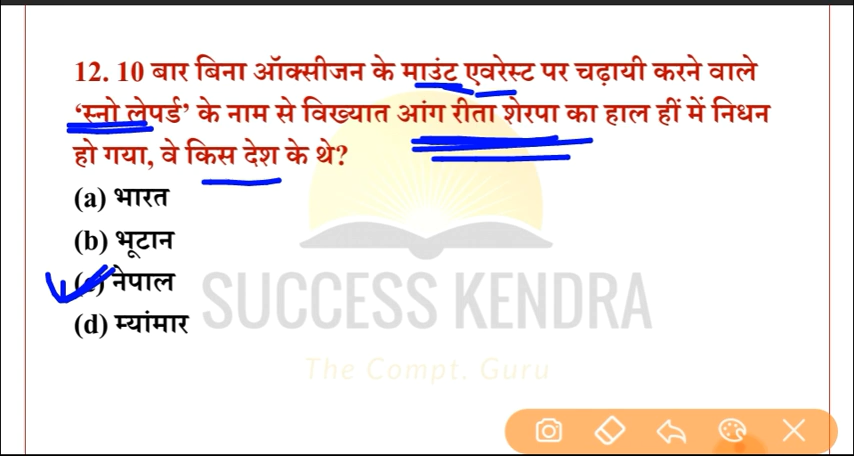 12. 10 बार बिना ऑक्सीजन के माउंट एवरेस्ट पर चढ़ायी करने वाले
‘स्नो लेपर्ड’ के नाम से विख्यात आंग रीता शेरपा का हाल हीं में निधन
हो गया, वे किस देश के थे?
(a) भारत
(b) भूटान
(c) नेपाल
(d) म्यांमार
SUCCESS KENDRA
The Compt. Guru